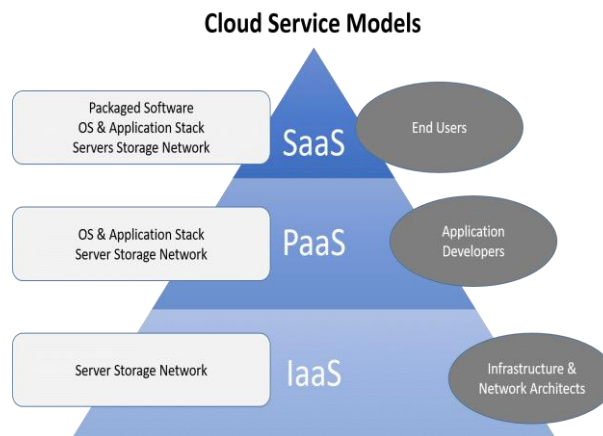 Cloud Service Models
Packaged Software
OS & Application Stack
Servers Storage Network
SaaS
End Users
OS & Application Stack
Server Storage Network
PaaS
Application
Developers
Server Storage Network
IaaS
Infrastructure &
Network Architects